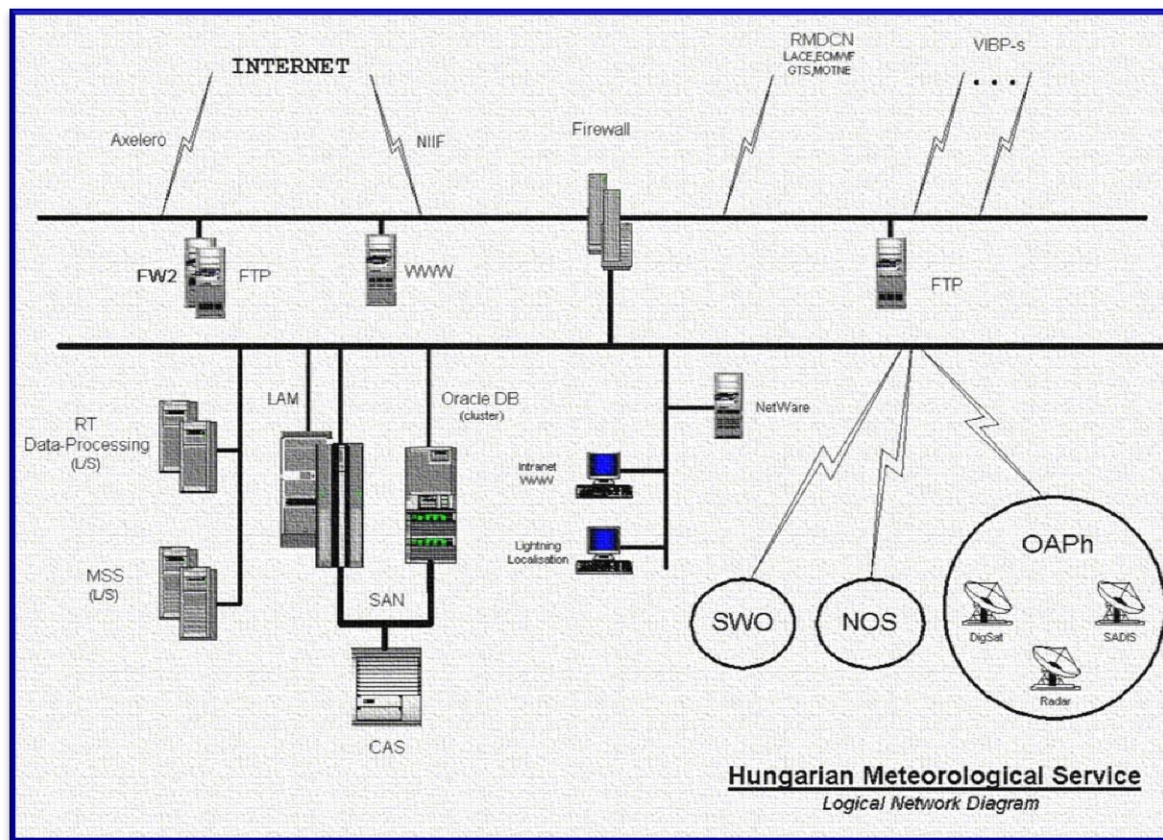 INTERNET
RMDCN
LACE,ECMWF
GTS,MOTNE
VIBP-s
. . .
Axelero
NIIF
Firewall
FW2
FTP
WWW
FTP
RT
Data-Processing
(L/S)
LAM
Oracle DB
(cluster)
NetWare
Intranet
WWW
Lightning
Localisation
MSS
(L/S)
SAN
CAS
SWO
NOS
OAPh
DigSat
SADIS
Radar
Hungarian Meteorological Service
Logical Network Diagram